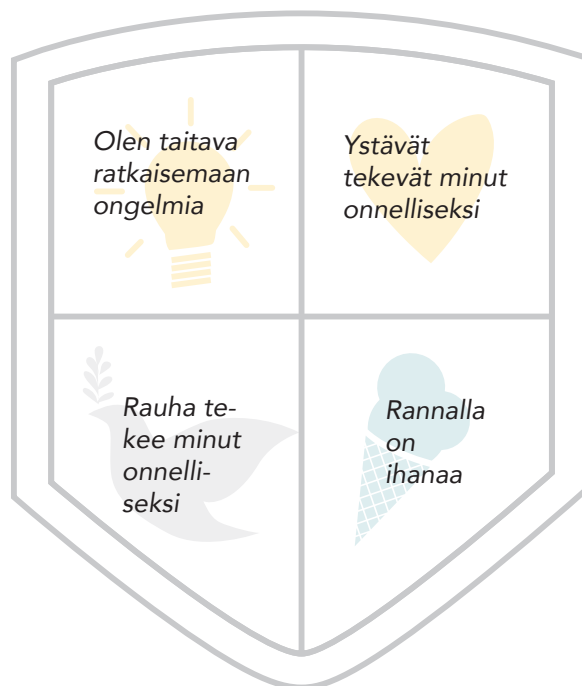 Olen taitava
ratkaisemaan
ongelmia
Ystävät
tekevät minut
onnelliseksi
Rauha te-
kee minut
onnelli-
seksi
Rannalla
on
ihanaa